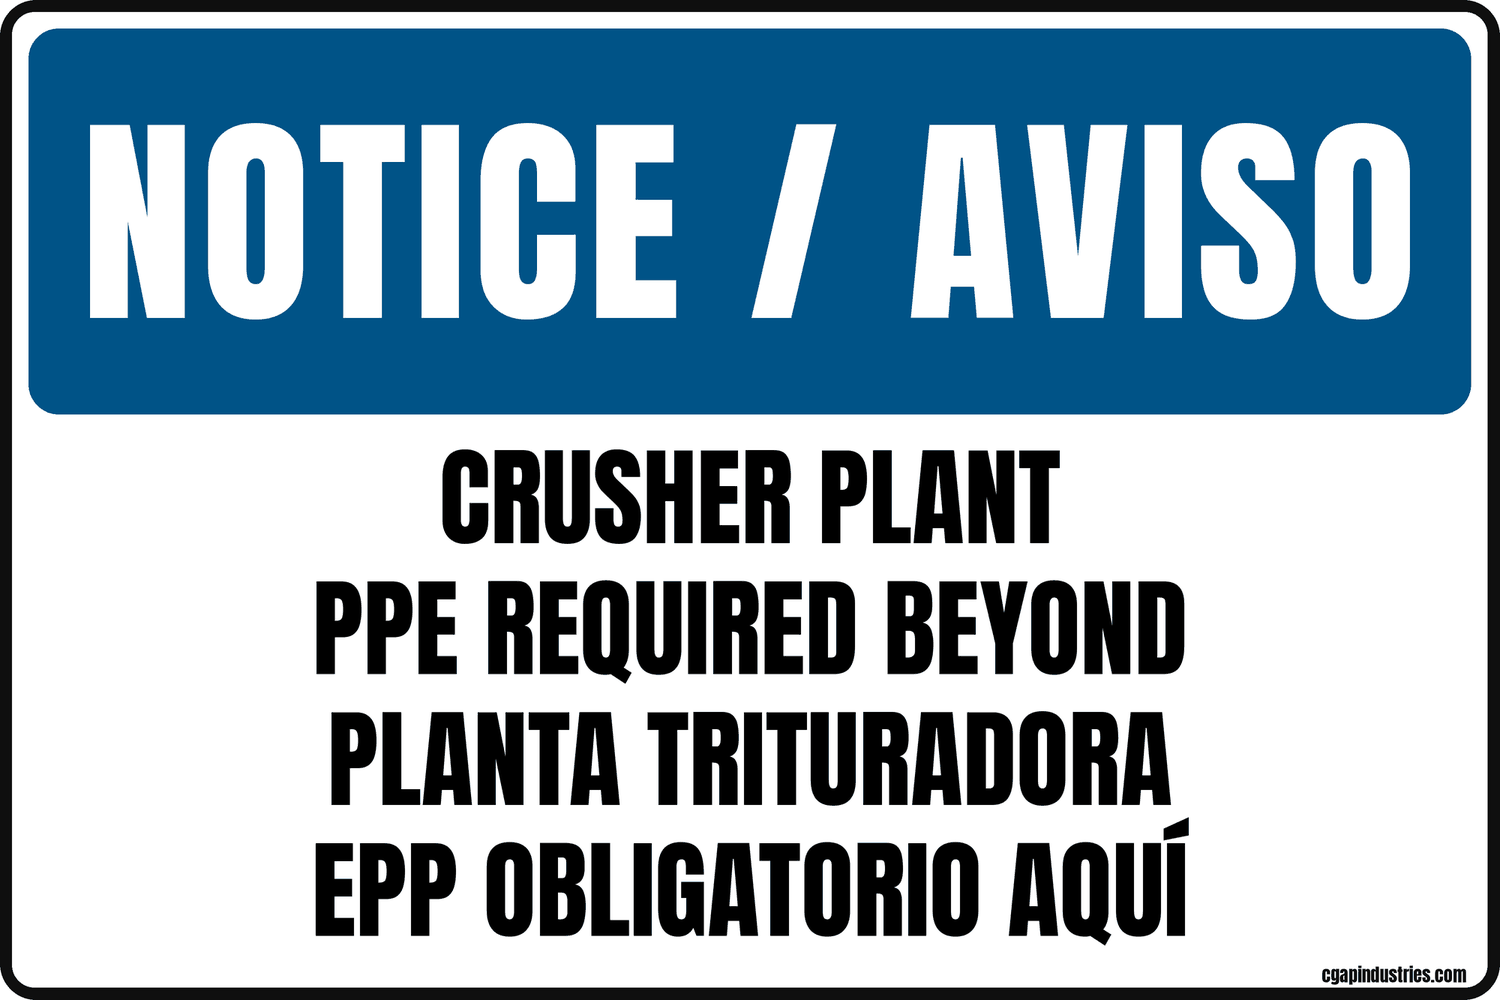 NOTICE / AVISO
CRUSHER PLANT
PPE REQUIRED BEYOND
PLANTA TRITURADORA
EPP OBLIGATORIO AQUÍ
cgapindustries.com